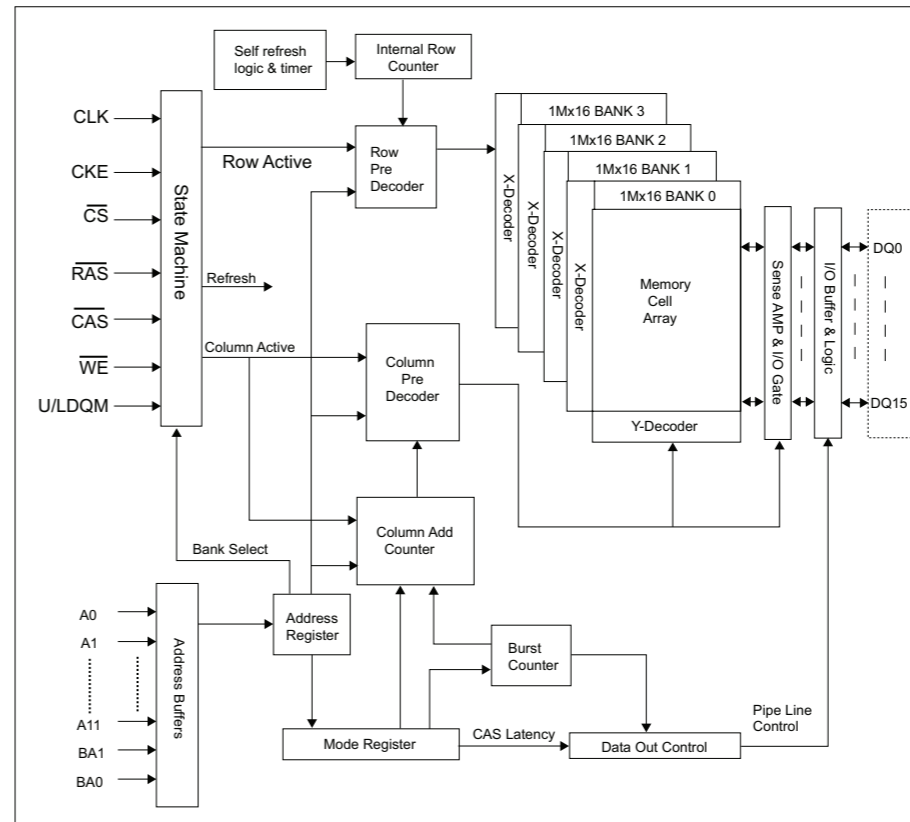 Self refresh
logic & timer
Internal Row
Counter
CLK
CKE
C̅S̅
R̅A̅S̅
C̅A̅S̅
W̅E̅
U/LDQM
State Machine
Row Active
Refresh
Column Active
Row
Pre
Decoder
Column
Pre
Decoder
Column Add
Counter
X-Decoder
X-Decoder
X-Decoder
X-Decoder
1Mx16 BANK 3
1Mx16 BANK 2
1Mx16 BANK 1
1Mx16 BANK 0
Memory
Cell
Array
Y-Decoder
Sense AMP & I/O Gate
I/O Buffer & Logic
DQ0
DQ15
Bank Select
A0
A1
A11
BA1
BA0
Address Buffers
Address
Register
Burst
Counter
Mode Register
CAS Latency
Data Out Control
Pipe Line
Control